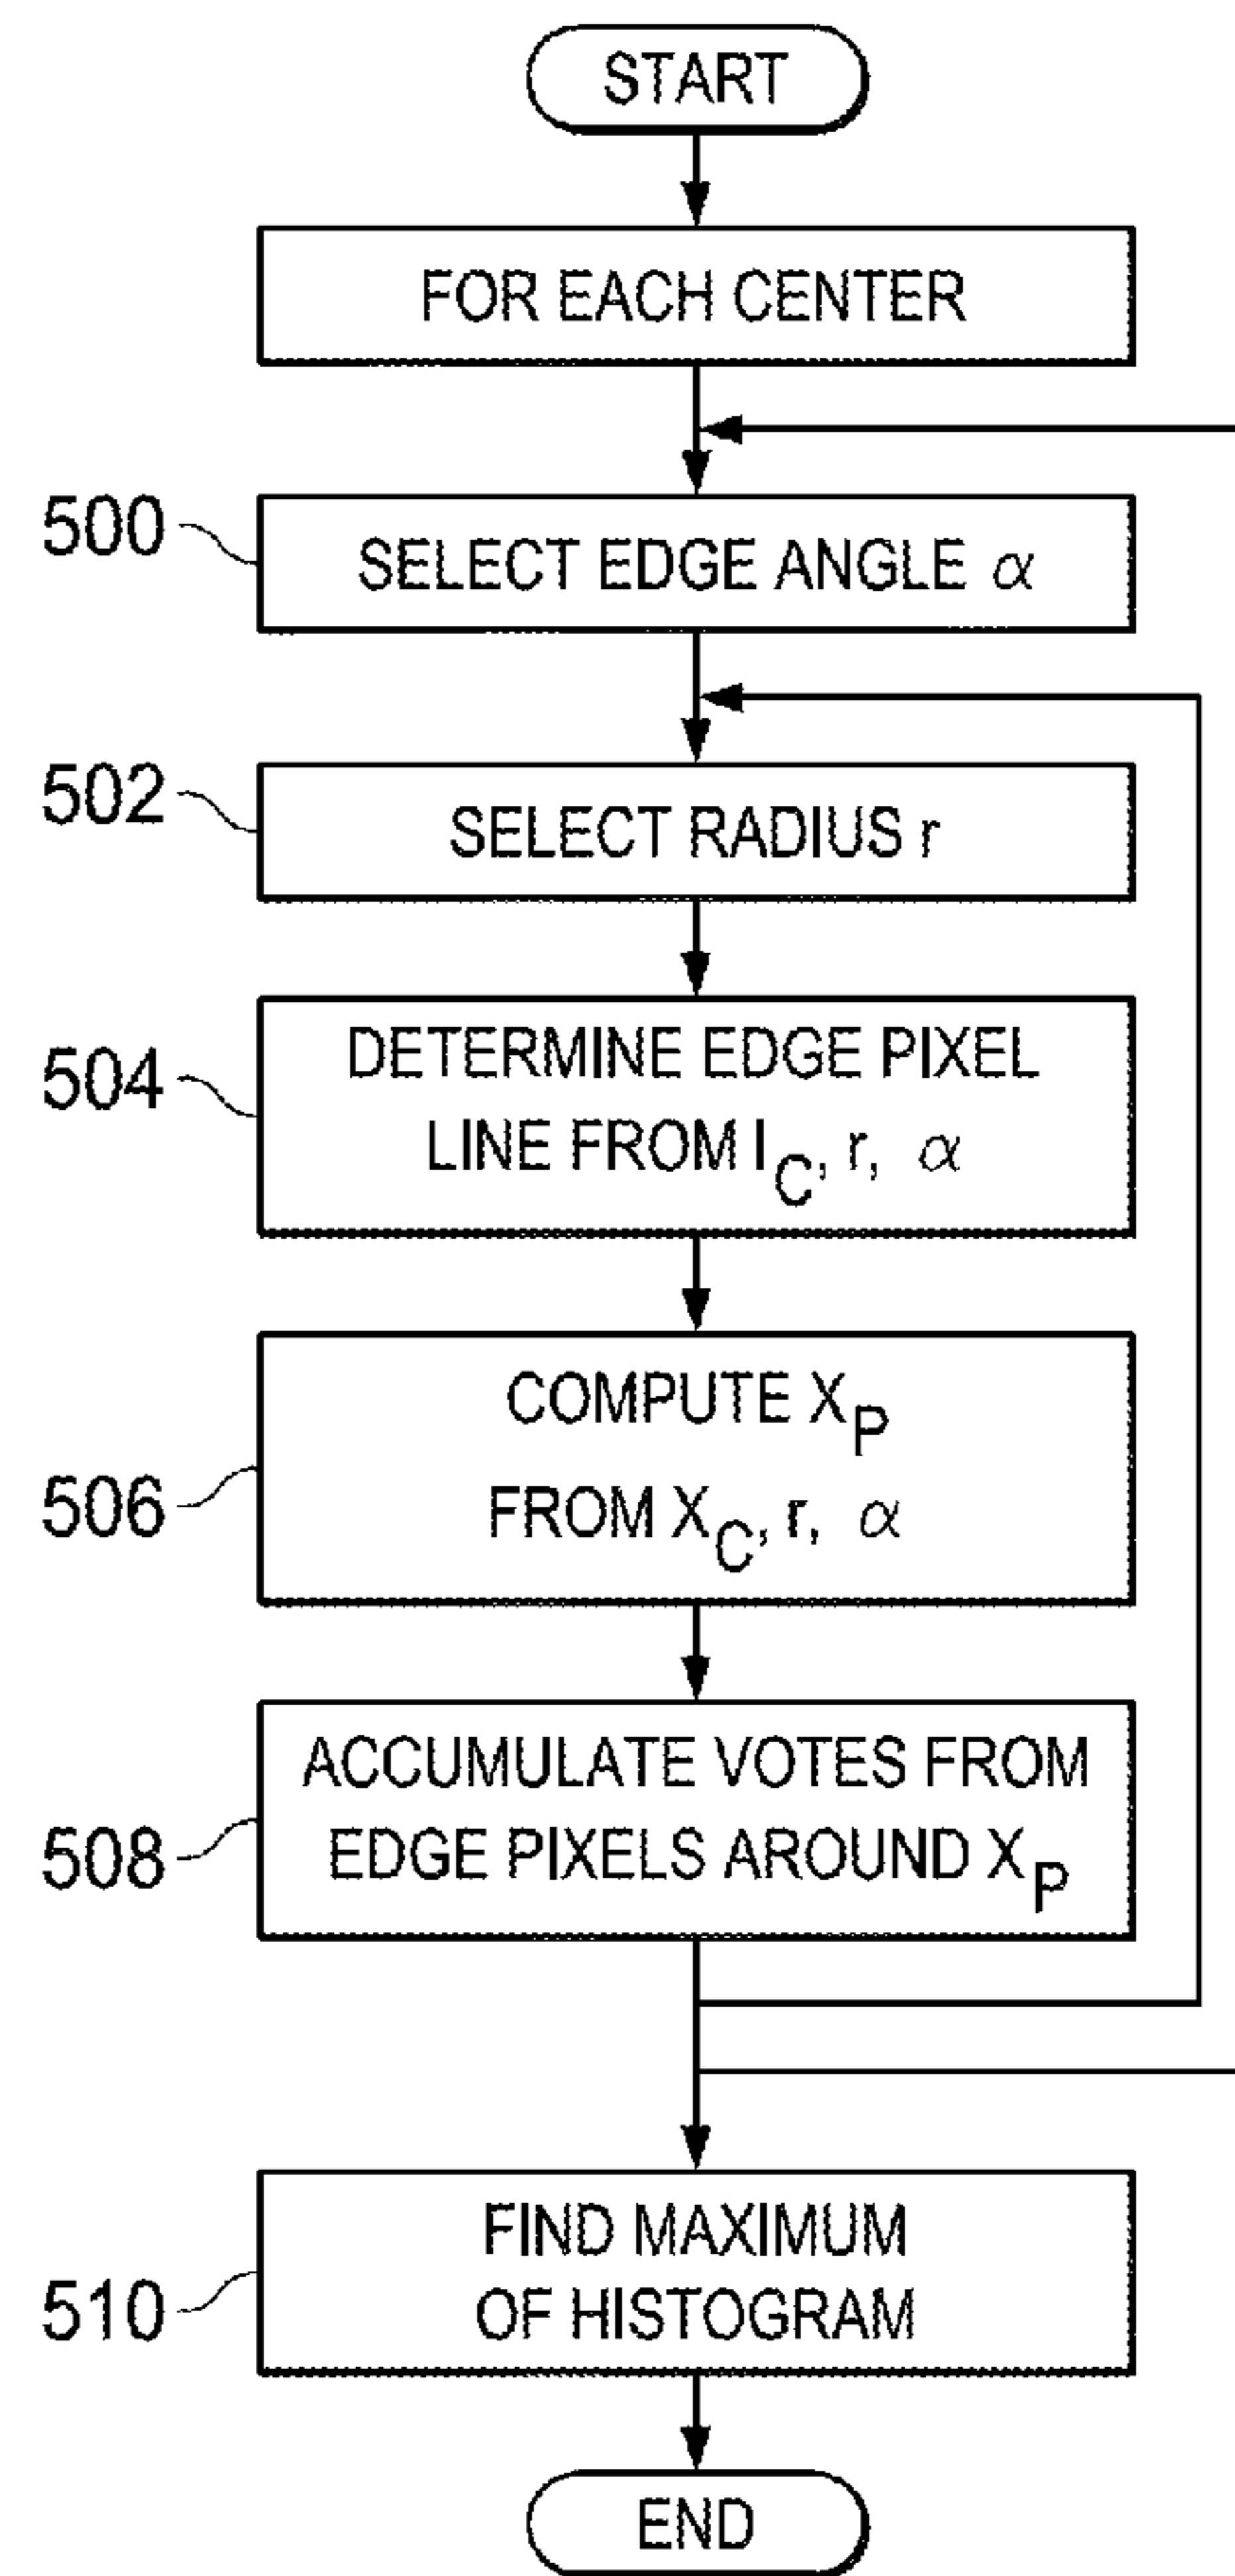 START
FOR EACH CENTER
500
SELECT EDGE ANGLE α
502
SELECT RADIUS r
504
DETERMINE EDGE PIXEL
LINE FROM I_C, r, α
506
COMPUTE X_P
FROM X_C, r, α
508
ACCUMULATE VOTES FROM
EDGE PIXELS AROUND X_P
510
FIND MAXIMUM
OF HISTOGRAM
END